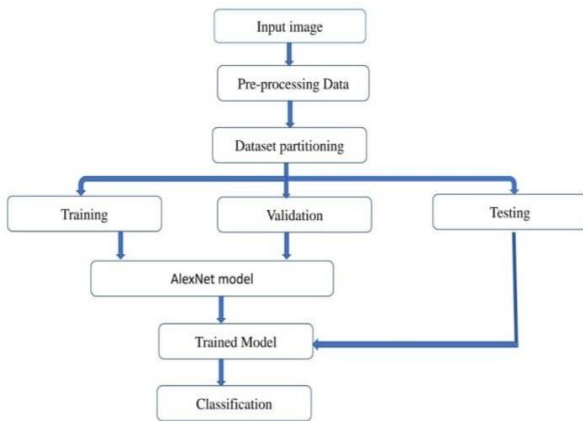 Input image
Pre-processing Data
Dataset partitioning
Training
Validation
Testing
AlexNet model
Trained Model
Classification